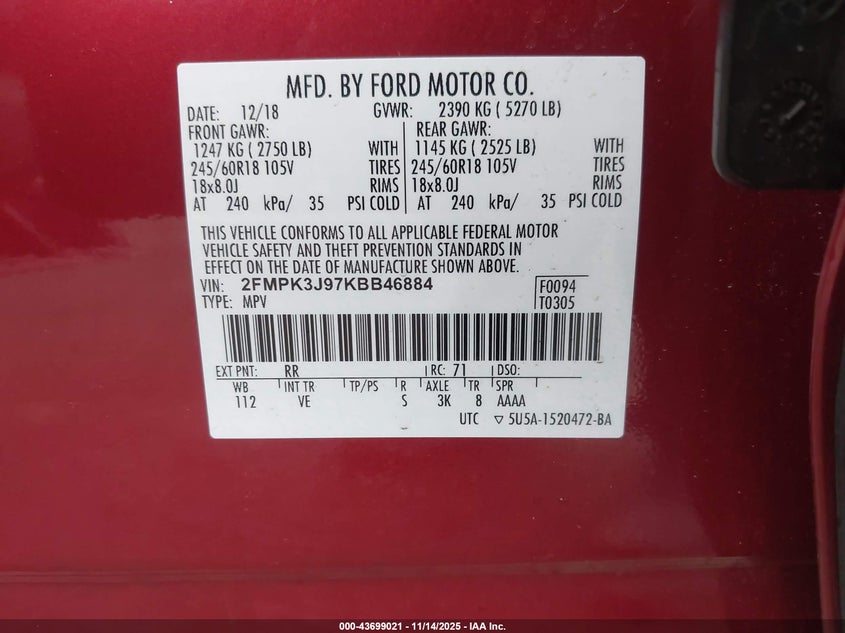 MFD. BY FORD MOTOR CO.
DATE: 12/18 GVWR: 2390 KG ( 5270 LB)
FRONT GAWR: REAR GAWR:
1247 KG ( 2750 LB) WITH 1145 KG ( 2525 LB) WITH
245/60R18 105V TIRES 245/60R18 105V TIRES
18x8.0J RIMS 18x8.0J RIMS
AT 240 kPa/ 35 PSI COLD AT 240 kPa/ 35 PSI COLD
THIS VEHICLE CONFORMS TO ALL APPLICABLE FEDERAL MOTOR
VEHICLE SAFETY AND THEFT PREVENTION STANDARDS IN
EFFECT ON THE DATE OF MANUFACTURE SHOWN ABOVE.
VIN: 2FMPK3J97KBB46884 F0094
TYPE: MPV T0305
EXT PNT: RR RC: 71 DSO:
WB INT TR TP/PS R AXLE TR SPR
112 VE S 3K 8 AAAA
UTC ▽ 5U5A-1520472-BA
000-43699021 - 11/14/2025 - IAA Inc.